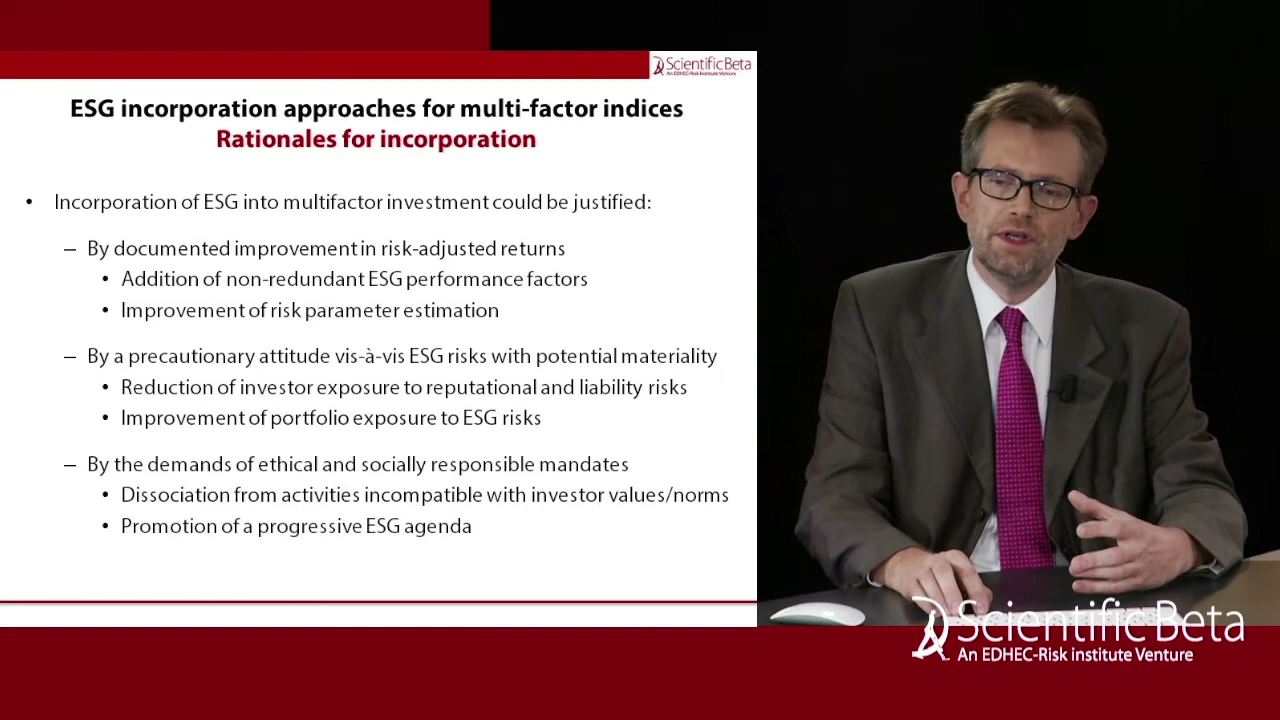 ScientificBeta
An EDHEC-Risk Institute Venture
ESG incorporation approaches for multi-factor indices
Rationales for incorporation
• Incorporation of ESG into multifactor investment could be justified:
– By documented improvement in risk-adjusted returns
• Addition of non-redundant ESG performance factors
• Improvement of risk parameter estimation
– By a precautionary attitude vis-à-vis ESG risks with potential materiality
• Reduction of investor exposure to reputational and liability risks
• Improvement of portfolio exposure to ESG risks
– By the demands of ethical and socially responsible mandates
• Dissociation from activities incompatible with investor values/norms
• Promotion of a progressive ESG agenda
Scientific Beta
An EDHEC-Risk institute Venture